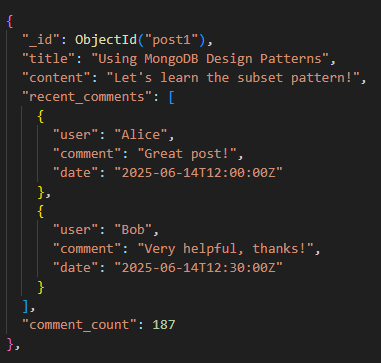 {
"_id": ObjectId("post1"),
"title": "Using MongoDB Design Patterns",
"content": "Let's learn the subset pattern!",
"recent_comments": [
{
"user": "Alice",
"comment": "Great post!",
"date": "2025-06-14T12:00:00Z"
},
{
"user": "Bob",
"comment": "Very helpful, thanks!",
"date": "2025-06-14T12:30:00Z"
}
],
"comment_count": 187
},